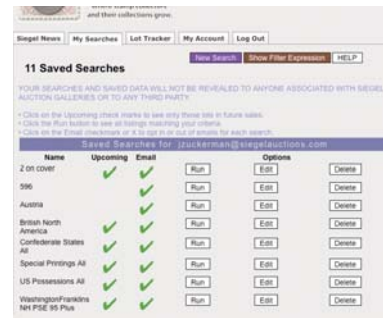 and their collections grow.
Siegel News My Searches Lot Tracker My Account Log Out
New Search Show Filter Expression HELP
11 Saved Searches
YOUR SEARCHES AND SAVED DATA WILL NOT BE REVEALED TO ANYONE ASSOCIATED WITH SIEGEL
AUCTION GALLERIES OR TO ANY THIRD PARTY.
• Click on the Upcoming check marks to see only those lots in future sales.
• Click the Run button to see all listings matching your criteria.
• Click on the Email checkmark or X to opt in or out of emails for each search.
Saved Searches for jzuckerman@siegelauctions.com
Name Upcoming Email Options
2 on cover Run Edit Delete
596 Run Edit Delete
Austria Run Edit Delete
British North
America Run Edit Delete
Confederate States
All Run Edit Delete
Special Printings All Run Edit Delete
US Possessions All Run Edit Delete
WashingtonFranklins
NH PSE 95 Plus Run Edit Delete